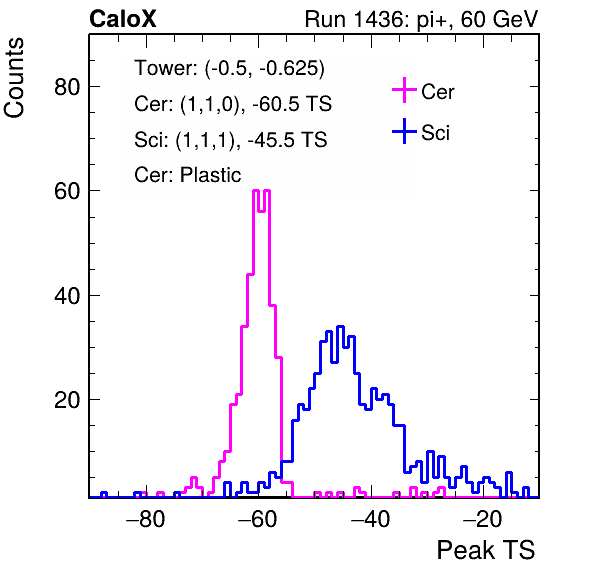 CaloX Run 1436: pi+, 60 GeV
Counts
Tower: (-0.5, -0.625)
Cer: (1,1,0), -60.5 TS
Sci: (1,1,1), -45.5 TS
Cer: Plastic
Cer
Sci
80
60
40
20
−80 −60 −40 −20
Peak TS